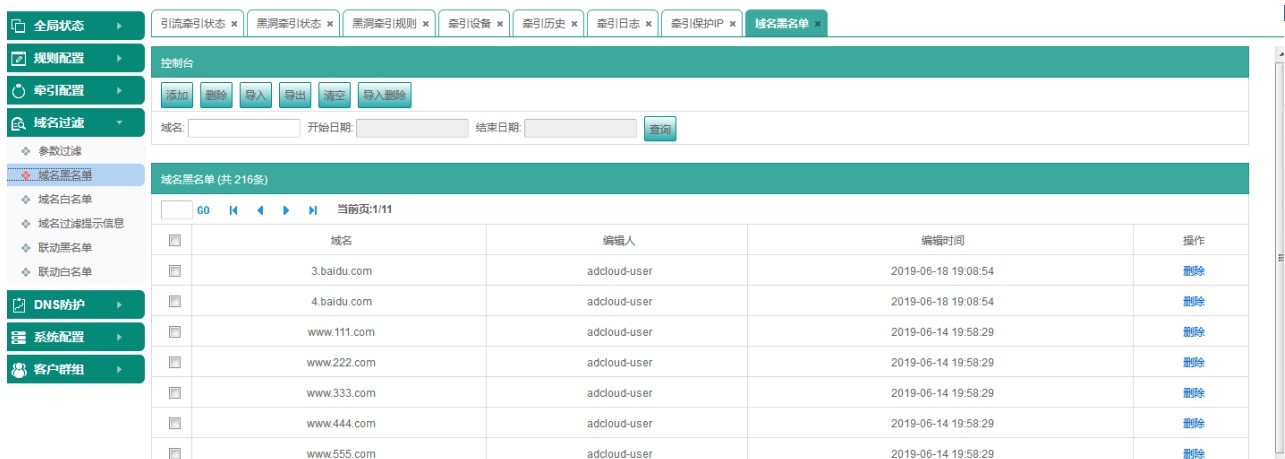 全局状态
规则配置
牵引配置
域名过滤
参数过滤
域名黑名单
域名白名单
域名过滤提示信息
联动黑名单
联动白名单
DNS防护
系统配置
客户群组
引流牵引状态 × 黑洞牵引状态 × 黑洞牵引规则 × 牵引设备 × 牵引历史 × 牵引日志 × 牵引保护IP × 域名黑名单 ×
控制台
添加 删除 导入 导出 清空 导入删除
域名: 开始日期: 结束日期: 查询
域名黑名单 (共 216条)
GO 当前页:1/11
域名 编辑人 编辑时间 操作
3.baidu.com adcloud-user 2019-06-18 19:08:54 删除
4.baidu.com adcloud-user 2019-06-18 19:08:54 删除
www.111.com adcloud-user 2019-06-14 19:58:29 删除
www.222.com adcloud-user 2019-06-14 19:58:29 删除
www.333.com adcloud-user 2019-06-14 19:58:29 删除
www.444.com adcloud-user 2019-06-14 19:58:29 删除
www.555.com adcloud-user 2019-06-14 19:58:29 删除